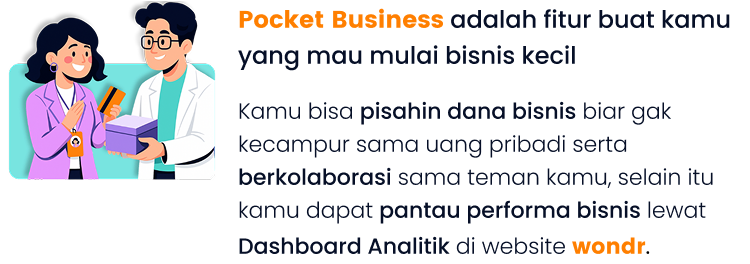 Pocket Business adalah fitur buat kamu
yang mau mulai bisnis kecil
Kamu bisa pisahin dana bisnis biar gak
kecampur sama uang pribadi serta
berkolaborasi sama teman kamu, selain itu
kamu dapat pantau performa bisnis lewat
Dashboard Analitik di website wondr.